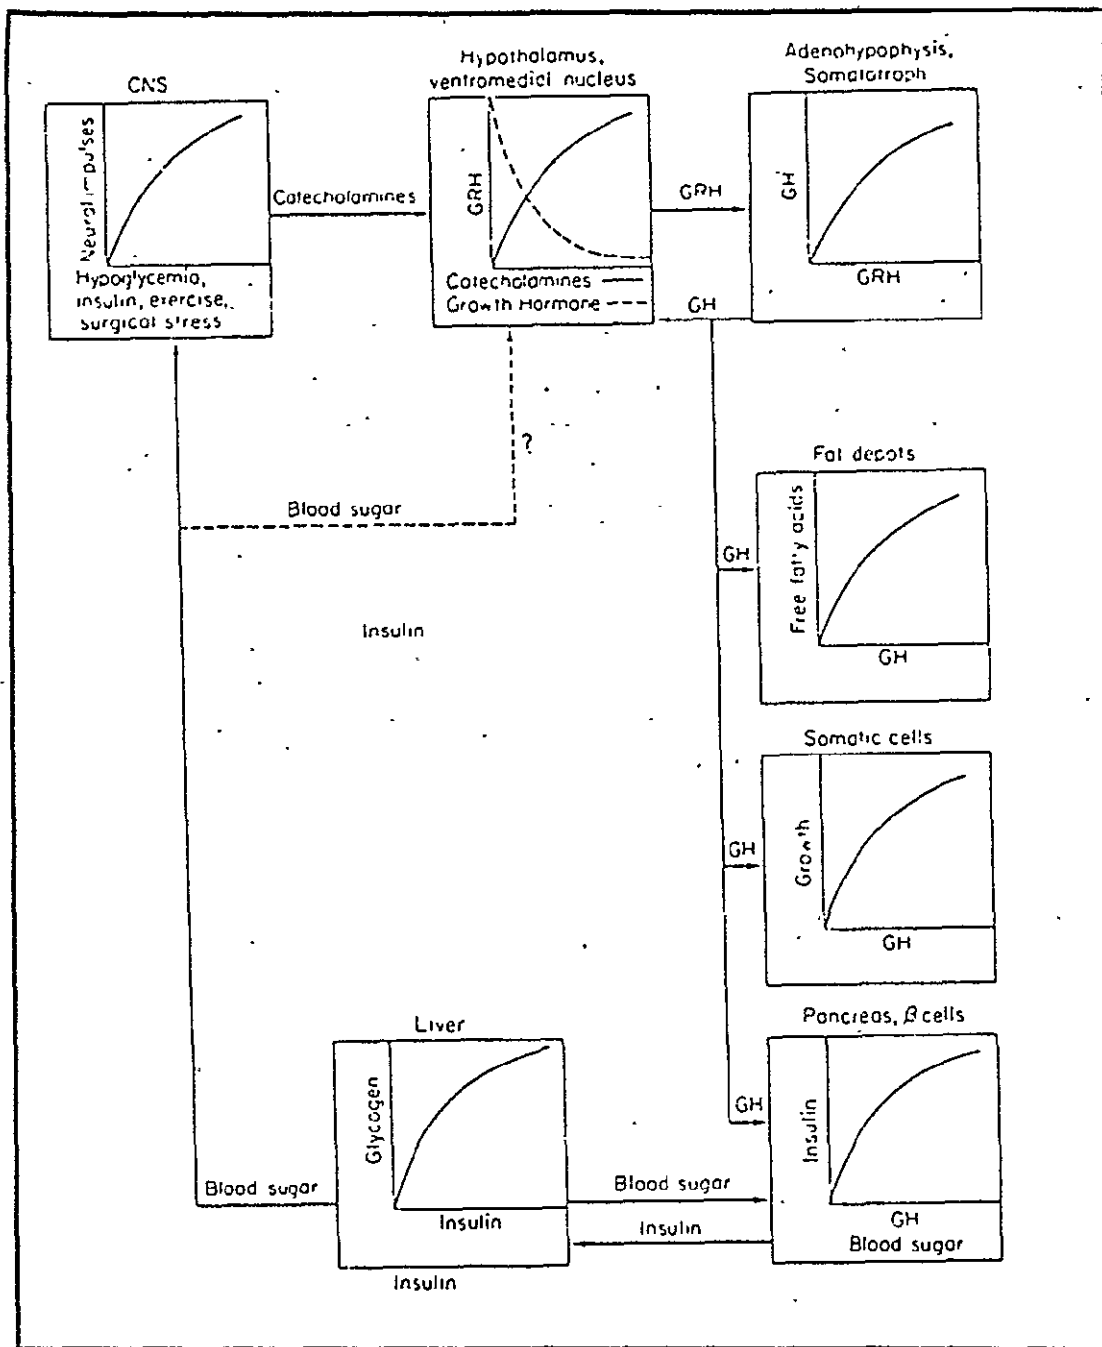 CNS
Neural impulses
Hypoglycemia,
insulin, exercise,
surgical stress
Catecholamines
Hypothalamus,
ventromedial nucleus
GRH
Catecholamines
Growth Hormone
GRH
GH
Adenohypophysis,
Somatotroph
GH
GRH
?
Blood sugar
Insulin
Fat depots
GH
Free fatty acids
GH
Somatic cells
GH
Growth
GH
Pancreas, β cells
GH
Insulin
GH
Blood sugar
Liver
Glycogen
Insulin
Insulin
Blood sugar
Blood sugar
Insulin